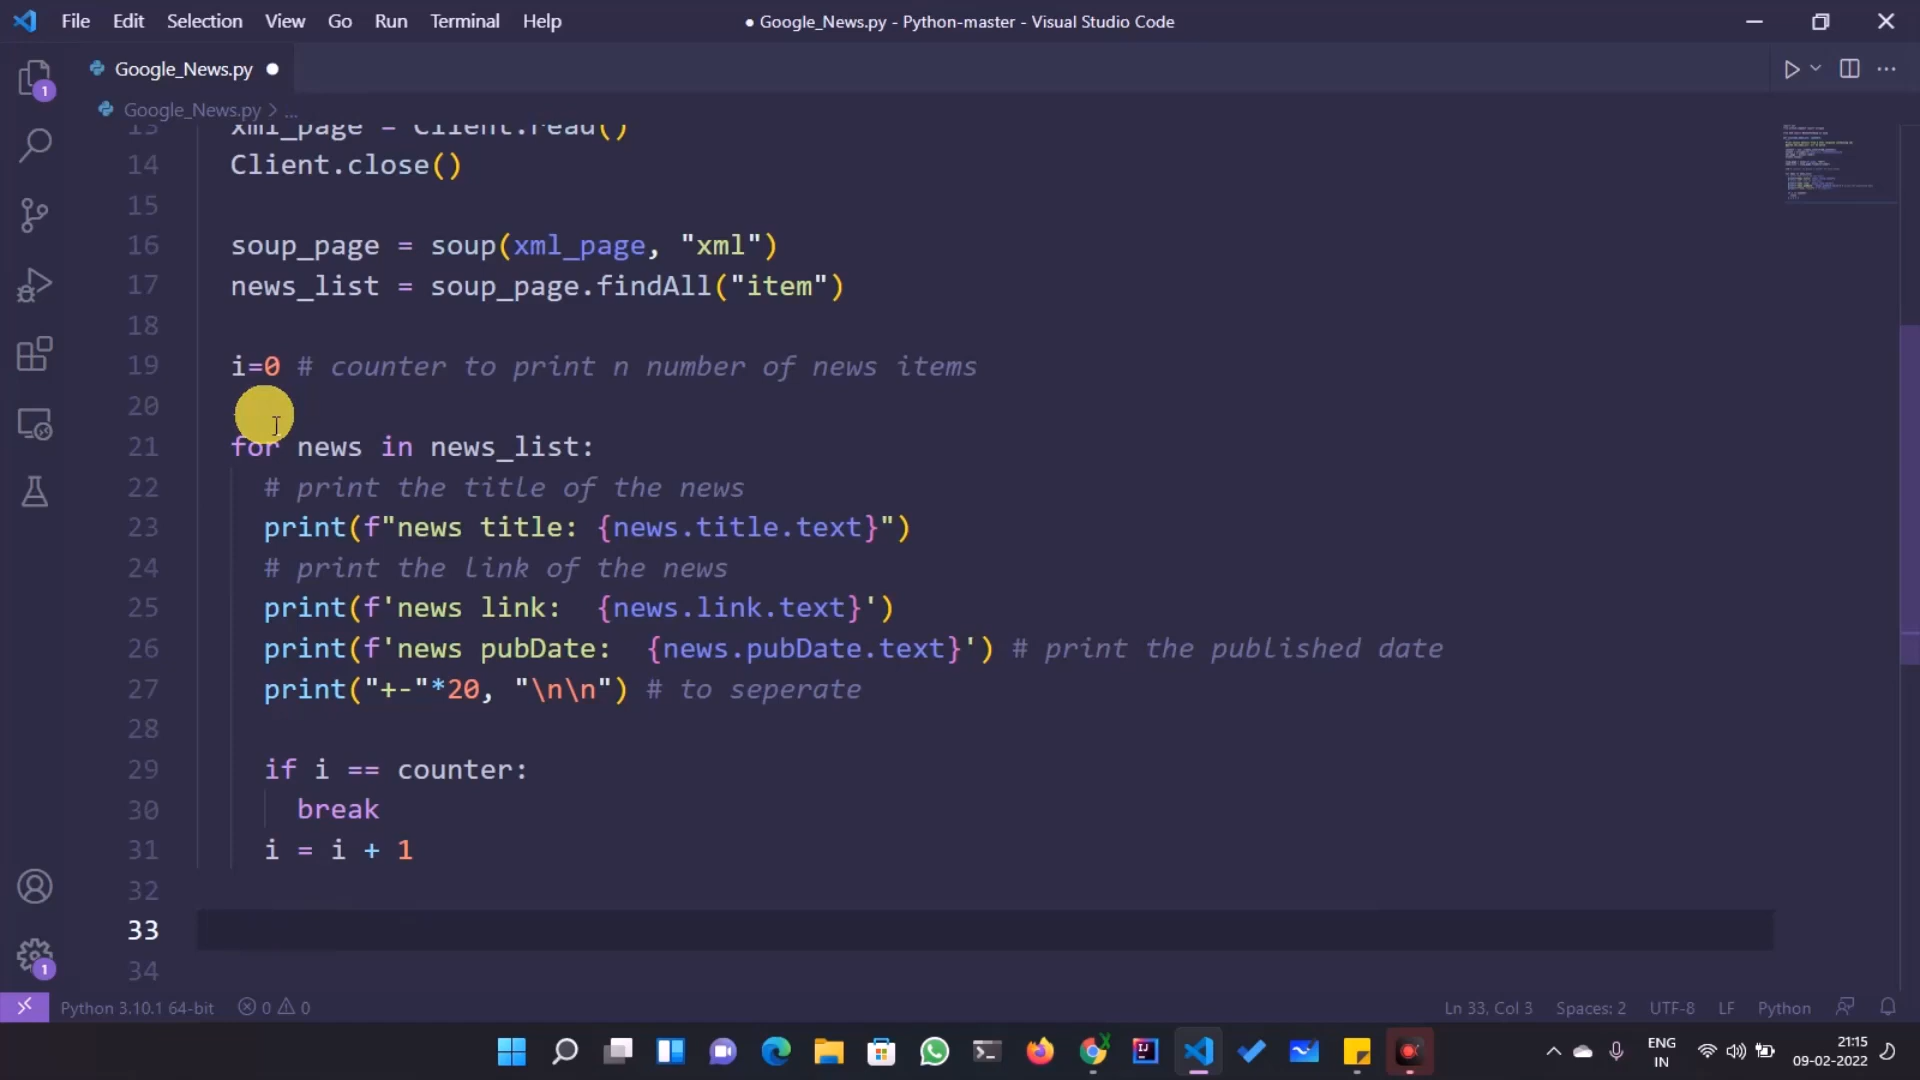 File Edit Selection View Go Run Terminal Help
● Google_News.py - Python-master - Visual Studio Code
Google_News.py ●
Google_News.py > ...
1
13 xml_page = Client.read()
14 Client.close()
15
16 soup_page = soup(xml_page, "xml")
17 news_list = soup_page.findAll("item")
18
19 i=0 # counter to print n number of news items
20
21 for news in news_list:
22 # print the title of the news
23 print(f"news title: {news.title.text}")
24 # print the link of the news
25 print(f'news link:  {news.link.text}')
26 print(f'news pubDate:  {news.pubDate.text}') # print the published date
27 print("+-"*20, "\n\n") # to seperate
28
29 if i == counter:
30 break
31 i = i + 1
32
33
34
1
Python 3.10.1 64-bit 0 0
Ln 33, Col 3 Spaces: 2 UTF-8 LF Python
ENG
IN
21:15
09-02-2022